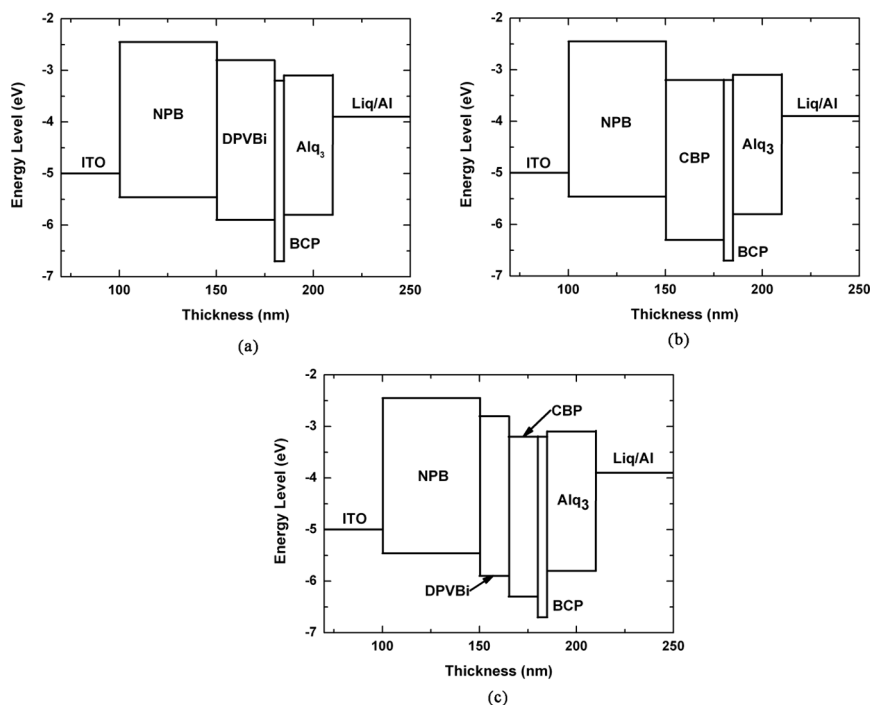 -2
-3
-4
-5
-6
-7
Energy Level (eV)
ITO
NPB
DPVBi
BCP
Alq3
Liq/Al
100
150
200
250
Thickness (nm)
(a)
-2
-3
-4
-5
-6
-7
Energy Level (eV)
ITO
NPB
CBP
BCP
Alq3
Liq/Al
100
150
200
250
Thickness (nm)
(b)
-2
-3
-4
-5
-6
-7
Energy Level (eV)
ITO
NPB
DPVBi
CBP
BCP
Alq3
Liq/Al
100
150
200
250
Thickness (nm)
(c)